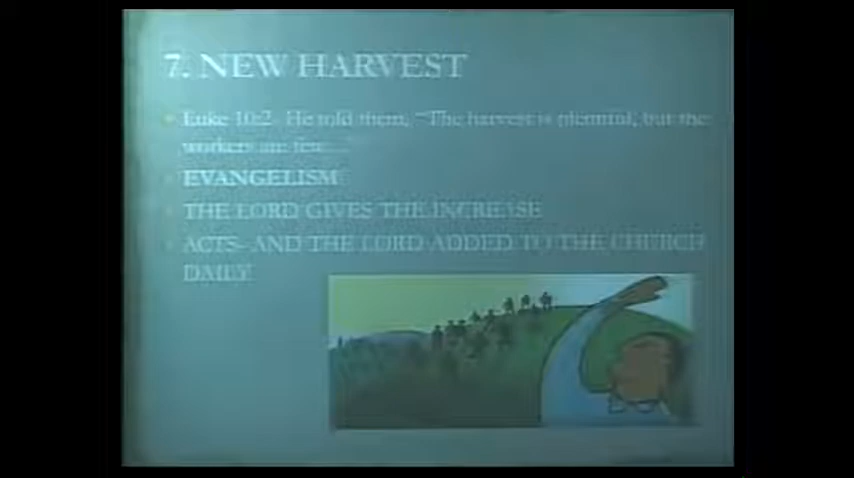 7. NEW HARVEST
Luke 10:2- He told them, "The harvest is plentiful, but the
workers are few..."
EVANGELISM
THE LORD GIVES THE INCREASE
ACTS- AND THE LORD ADDED TO THE CHURCH
DAILY